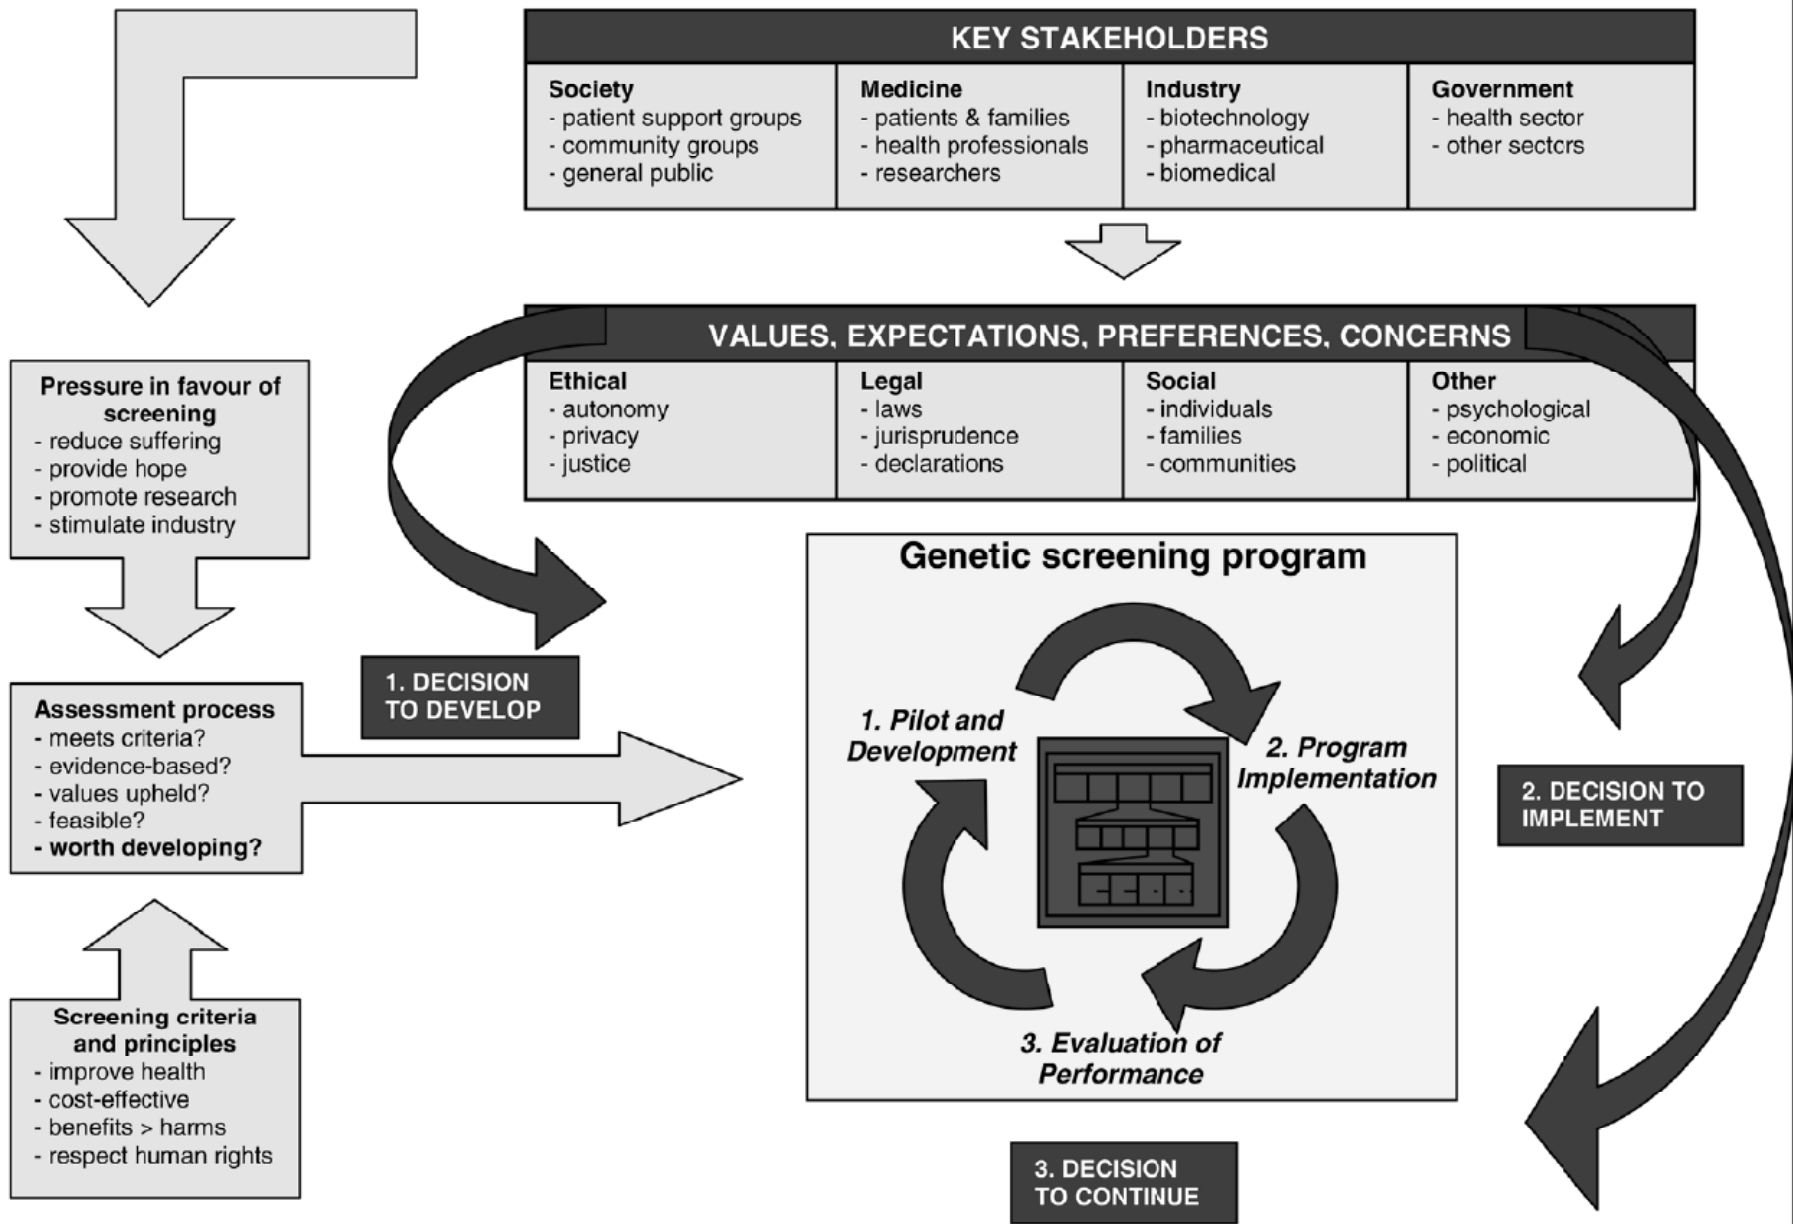 KEY STAKEHOLDERS
Society
- patient support groups
- community groups
- general public
Medicine
- patients & families
- health professionals
- researchers
Industry
- biotechnology
- pharmaceutical
- biomedical
Government
- health sector
- other sectors
VALUES, EXPECTATIONS, PREFERENCES, CONCERNS
Ethical
- autonomy
- privacy
- justice
Legal
- laws
- jurisprudence
- declarations
Social
- individuals
- families
- communities
Other
- psychological
- economic
- political
Pressure in favour of
screening
- reduce suffering
- provide hope
- promote research
- stimulate industry
Assessment process
- meets criteria?
- evidence-based?
- values upheld?
- feasible?
- worth developing?
Screening criteria
and principles
- improve health
- cost-effective
- benefits > harms
- respect human rights
1. DECISION
TO DEVELOP
Genetic screening program
1. Pilot and
Development
2. Program
Implementation
3. Evaluation of
Performance
2. DECISION TO
IMPLEMENT
3. DECISION
TO CONTINUE